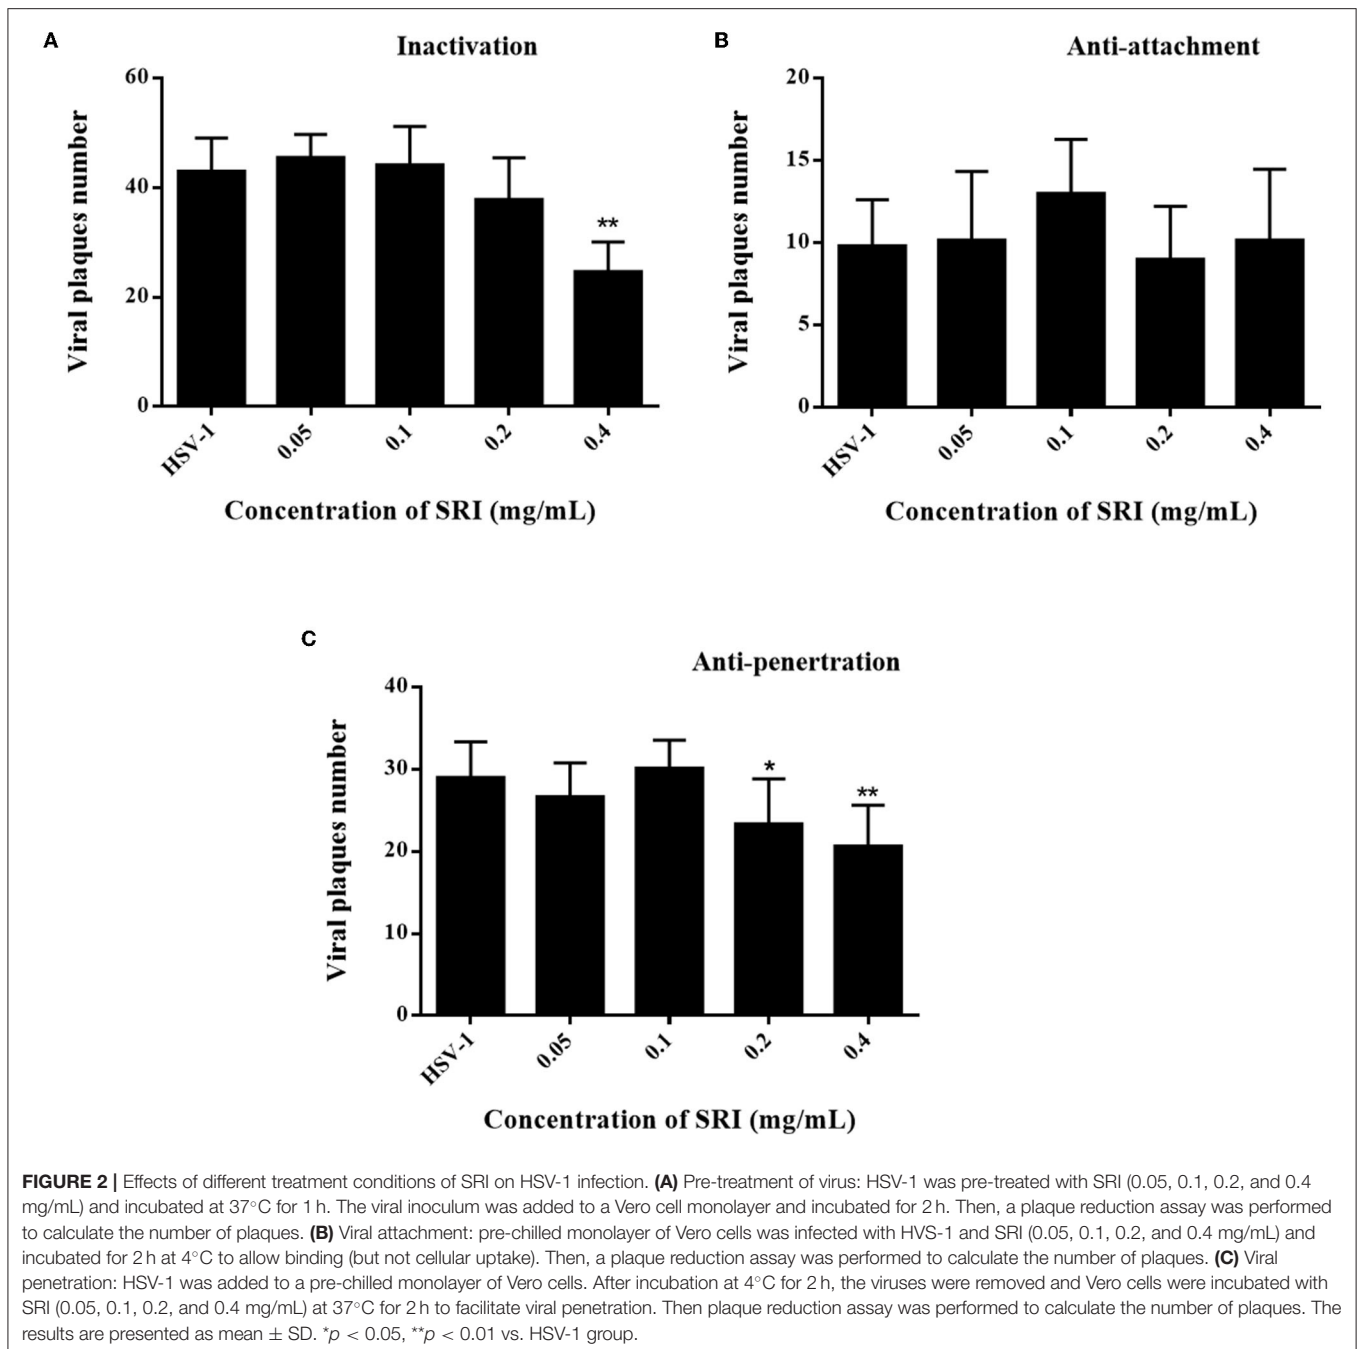 A
Inactivation
Viral plaques number
60
40
20
0
**
HSV-1
0.05
0.1
0.2
0.4
Concentration of SRI (mg/mL)
B
Anti-attachment
Viral plaques number
20
15
10
5
0
HSV-1
0.05
0.1
0.2
0.4
Concentration of SRI (mg/mL)
C
Anti-penertration
Viral plaques number
40
30
20
10
0
*
**
HSV-1
0.05
0.1
0.2
0.4
Concentration of SRI (mg/mL)
FIGURE 2 | Effects of different treatment conditions of SRI on HSV-1 infection. (A) Pre-treatment of virus: HSV-1 was pre-treated with SRI (0.05, 0.1, 0.2, and 0.4
mg/mL) and incubated at 37°C for 1 h. The viral inoculum was added to a Vero cell monolayer and incubated for 2 h. Then, a plaque reduction assay was performed
to calculate the number of plaques. (B) Viral attachment: pre-chilled monolayer of Vero cells was infected with HVS-1 and SRI (0.05, 0.1, 0.2, and 0.4 mg/mL) and
incubated for 2 h at 4°C to allow binding (but not cellular uptake). Then, a plaque reduction assay was performed to calculate the number of plaques. (C) Viral
penetration: HSV-1 was added to a pre-chilled monolayer of Vero cells. After incubation at 4°C for 2 h, the viruses were removed and Vero cells were incubated with
SRI (0.05, 0.1, 0.2, and 0.4 mg/mL) at 37°C for 2 h to facilitate viral penetration. Then plaque reduction assay was performed to calculate the number of plaques. The
results are presented as mean ± SD. *p < 0.05, **p < 0.01 vs. HSV-1 group.